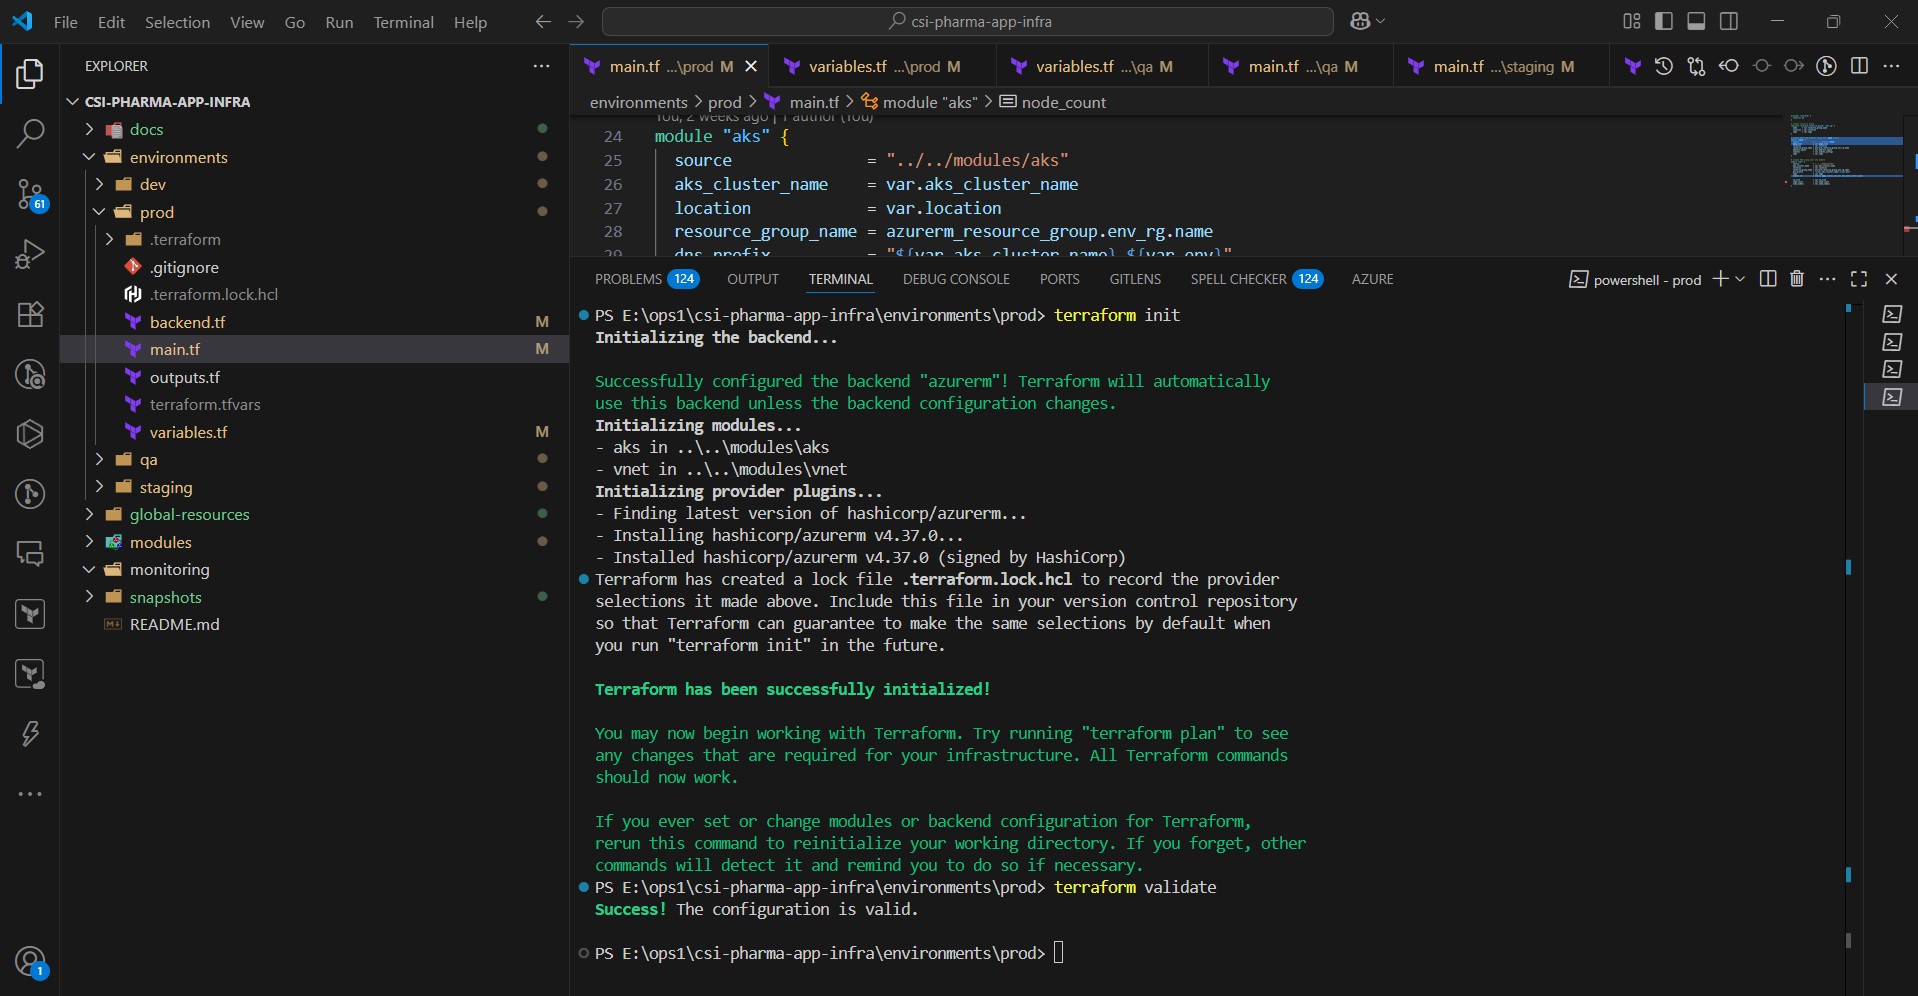 File Edit Selection View Go Run Terminal Help
csi-pharma-app-infra
EXPLORER
CSI-PHARMA-APP-INFRA
docs
environments
dev
prod
.terraform
.gitignore
.terraform.lock.hcl
backend.tf M
main.tf M
outputs.tf
terraform.tfvars
variables.tf M
qa
staging
global-resources
modules
monitoring
snapshots
README.md
61
1
main.tf ...\prod M
variables.tf ...\prod M
variables.tf ...\qa M
main.tf ...\qa M
main.tf ...\staging M
environments > prod > main.tf > module "aks" > node_count
You, 2 weeks ago | 1 author (You)
24 module "aks" {
25 source = "../../modules/aks"
26 aks_cluster_name = var.aks_cluster_name
27 location = var.location
28 resource_group_name = azurerm_resource_group.env_rg.name
29 dns_prefix = "${var.aks_cluster_name}-${var.env}"
PROBLEMS 124 OUTPUT TERMINAL DEBUG CONSOLE PORTS GITLENS SPELL CHECKER 124 AZURE
powershell - prod
PS E:\ops1\csi-pharma-app-infra\environments\prod> terraform init
Initializing the backend...
Successfully configured the backend "azurerm"! Terraform will automatically
use this backend unless the backend configuration changes.
Initializing modules...
- aks in ..\..\modules\aks
- vnet in ..\..\modules\vnet
Initializing provider plugins...
- Finding latest version of hashicorp/azurerm...
- Installing hashicorp/azurerm v4.37.0...
- Installed hashicorp/azurerm v4.37.0 (signed by HashiCorp)
Terraform has created a lock file .terraform.lock.hcl to record the provider
selections it made above. Include this file in your version control repository
so that Terraform can guarantee to make the same selections by default when
you run "terraform init" in the future.
Terraform has been successfully initialized!
You may now begin working with Terraform. Try running "terraform plan" to see
any changes that are required for your infrastructure. All Terraform commands
should now work.
If you ever set or change modules or backend configuration for Terraform,
rerun this command to reinitialize your working directory. If you forget, other
commands will detect it and remind you to do so if necessary.
PS E:\ops1\csi-pharma-app-infra\environments\prod> terraform validate
Success! The configuration is valid.
PS E:\ops1\csi-pharma-app-infra\environments\prod>